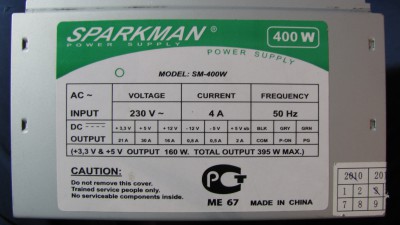 SPARKMAN®
POWER SUPPLY
400 W
POWER SUPPLY
MODEL: SM-400W
AC ~ VOLTAGE CURRENT FREQUENCY
INPUT 230 V ~ 4 A 50 Hz
DC + 3,3 V + 5 V + 12 V - 12 V - 5 V + 5 V sb BLK GRY GRN
OUTPUT 21 A 30 A 16 A 0,8 A 0,5 A 2 A COM P-ON PG
(+3,3 V & +5 V OUTPUT 160 W. TOTAL OUTPUT 395 W MAX.)
CAUTION:
Do not remove this cover.
Trained service personnel only.
No serviceable components inside.
РСТ
ME 67
MADE IN CHINA
2010 201
1 2
7 8 9